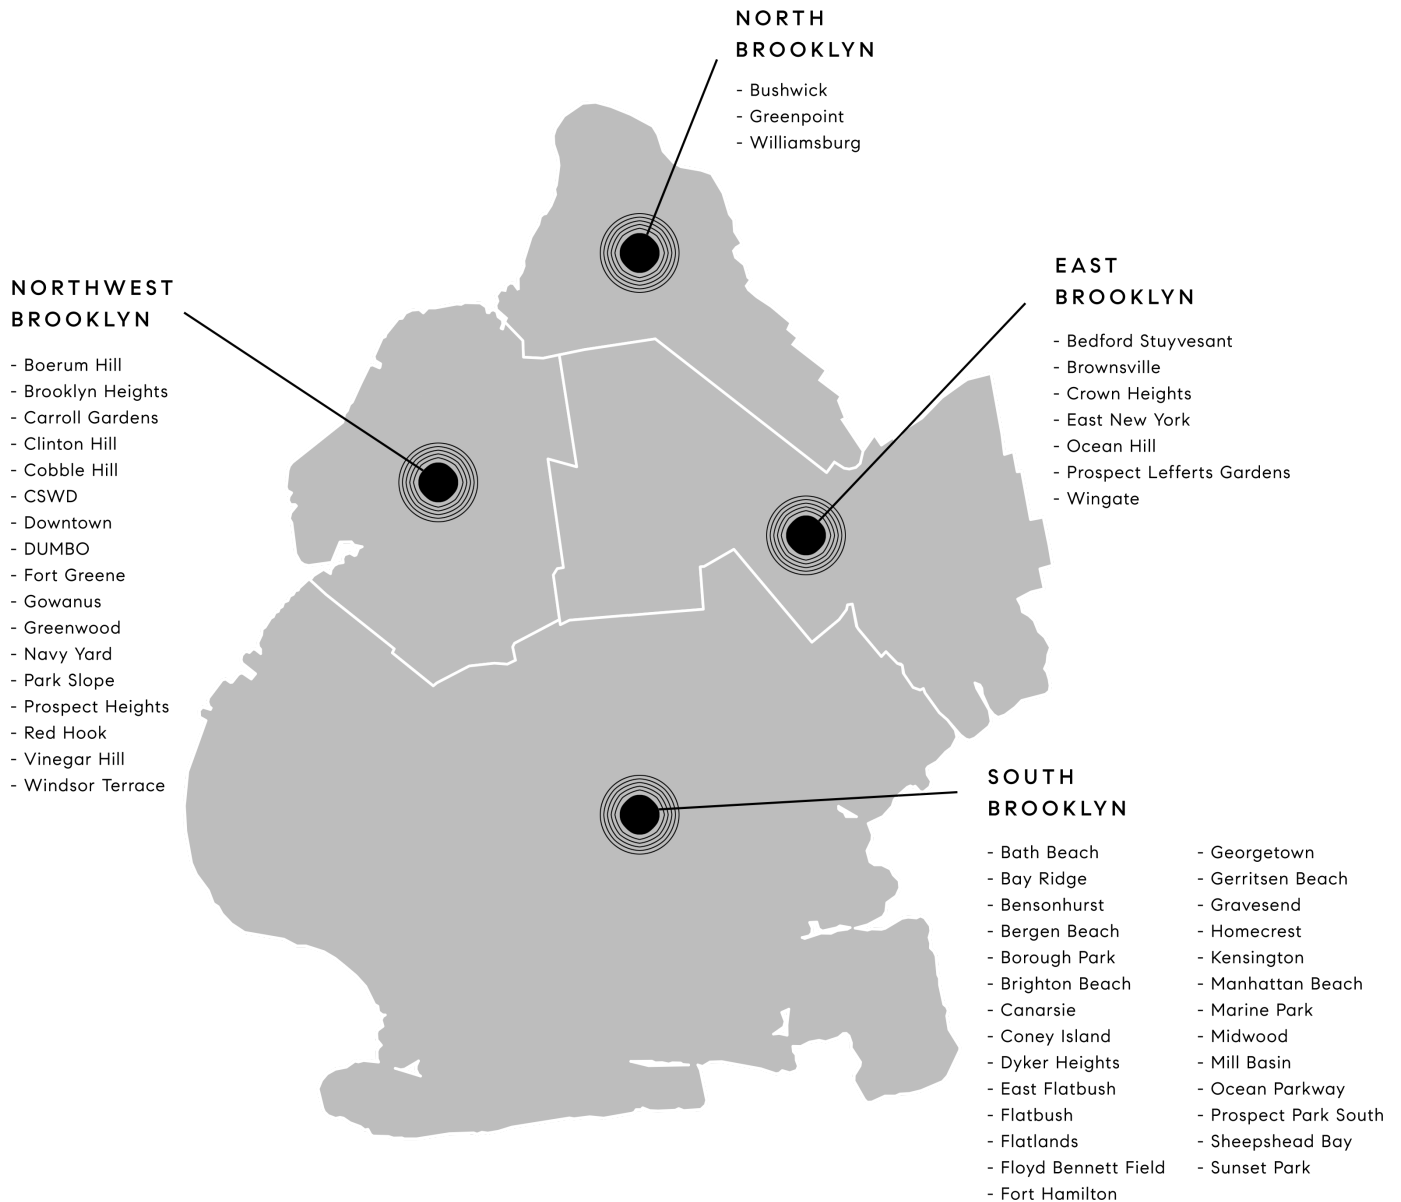 NORTH
BROOKLYN
- Bushwick
- Greenpoint
- Williamsburg
NORTHWEST
BROOKLYN
- Boerum Hill
- Brooklyn Heights
- Carroll Gardens
- Clinton Hill
- Cobble Hill
- CSWD
- Downtown
- DUMBO
- Fort Greene
- Gowanus
- Greenwood
- Navy Yard
- Park Slope
- Prospect Heights
- Red Hook
- Vinegar Hill
- Windsor Terrace
EAST
BROOKLYN
- Bedford Stuyvesant
- Brownsville
- Crown Heights
- East New York
- Ocean Hill
- Prospect Lefferts Gardens
- Wingate
SOUTH
BROOKLYN
- Bath Beach
- Bay Ridge
- Bensonhurst
- Bergen Beach
- Borough Park
- Brighton Beach
- Canarsie
- Coney Island
- Dyker Heights
- East Flatbush
- Flatbush
- Flatlands
- Floyd Bennett Field
- Fort Hamilton
- Georgetown
- Gerritsen Beach
- Gravesend
- Homecrest
- Kensington
- Manhattan Beach
- Marine Park
- Midwood
- Mill Basin
- Ocean Parkway
- Prospect Park South
- Sheepshead Bay
- Sunset Park